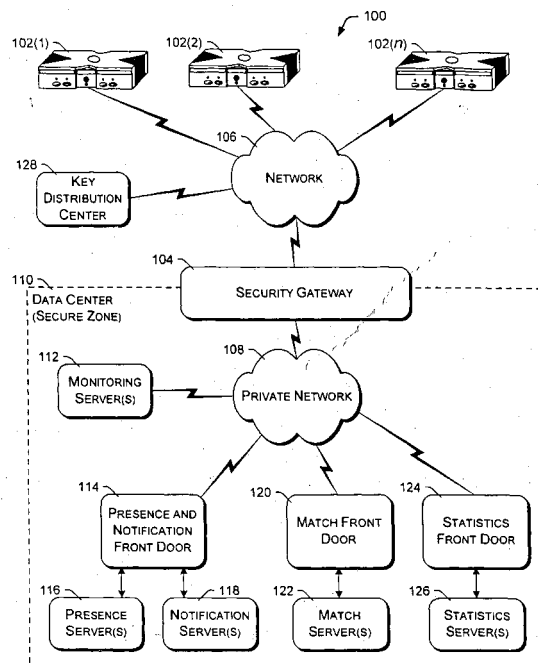 100
102(1)
102(2)
102(n)
106
NETWORK
128
KEY
DISTRIBUTION
CENTER
104
SECURITY GATEWAY
110
DATA CENTER
(SECURE ZONE)
108
PRIVATE NETWORK
112
MONITORING
SERVER(S)
114
PRESENCE AND
NOTIFICATION
FRONT DOOR
120
MATCH FRONT
DOOR
124
STATISTICS
FRONT DOOR
116
PRESENCE
SERVER(S)
118
NOTIFICATION
SERVER(S)
122
MATCH
SERVER(S)
126
STATISTICS
SERVER(S)